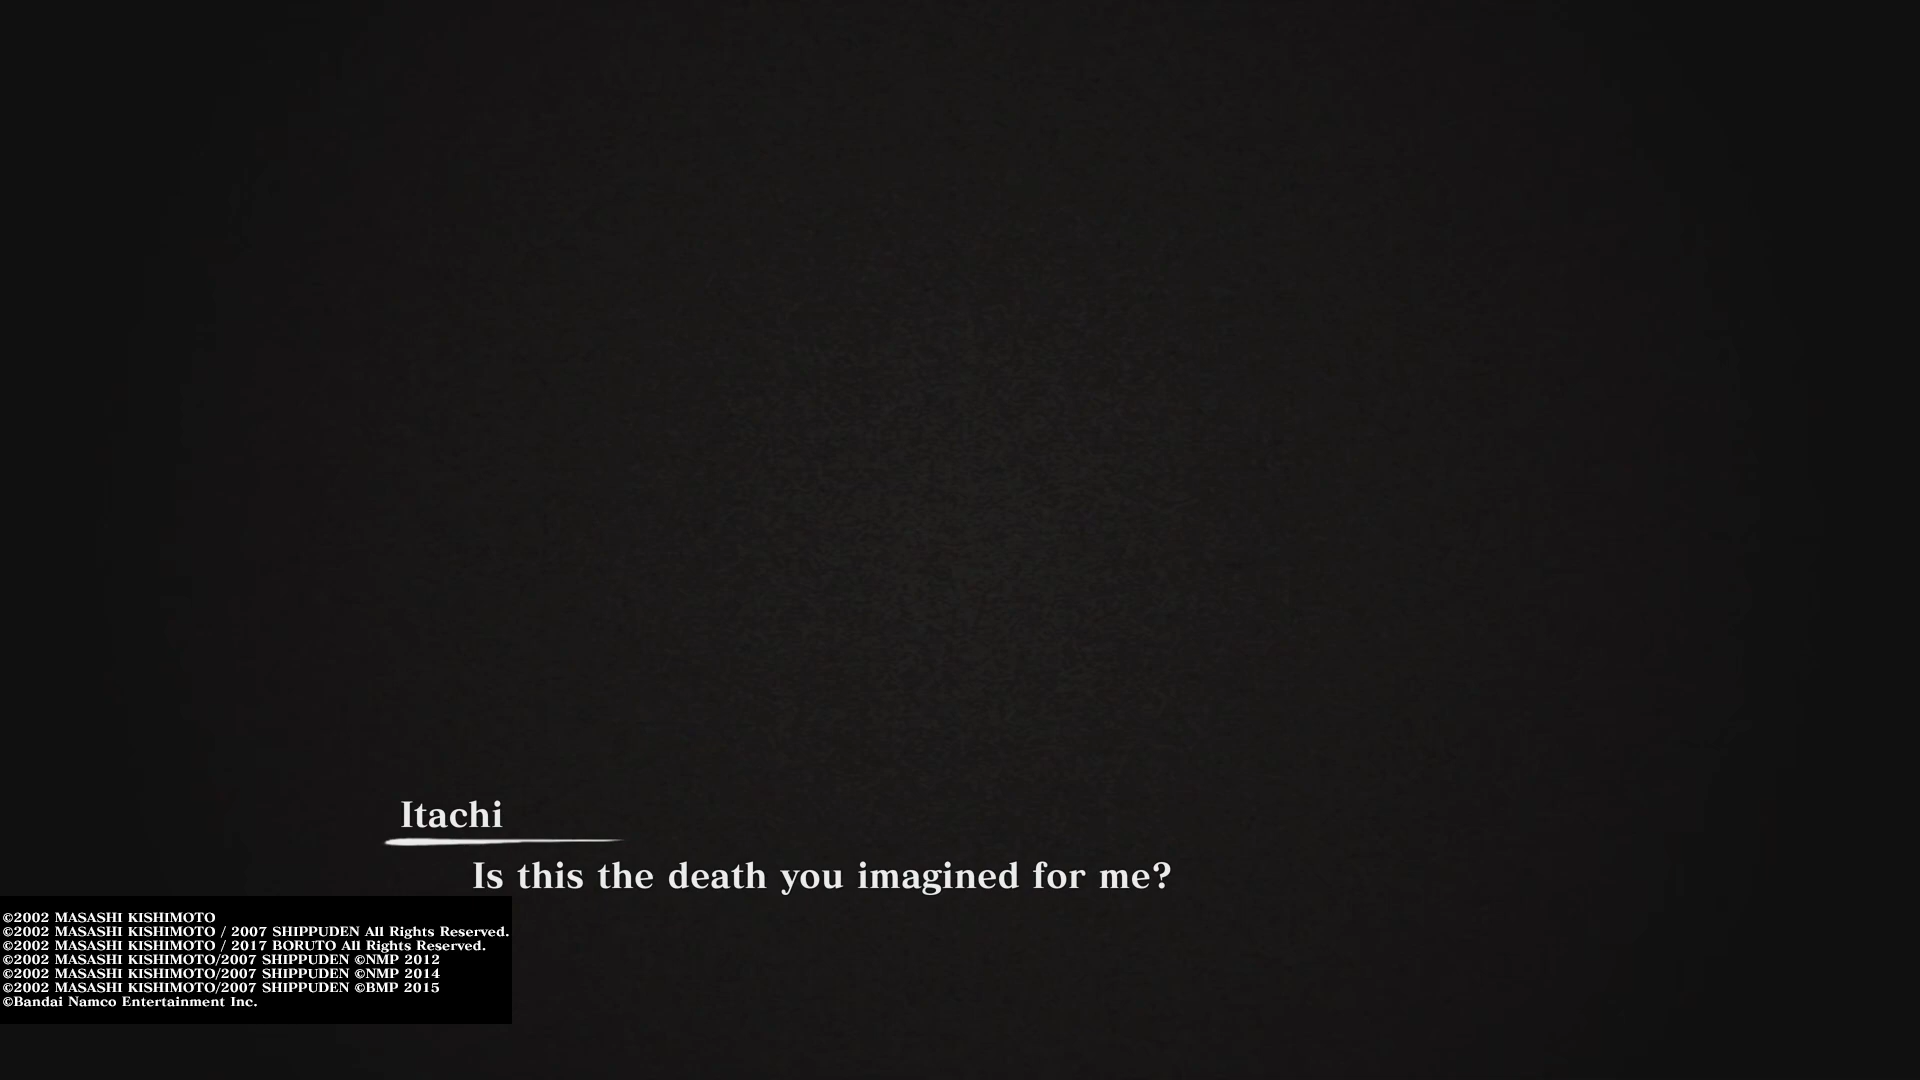 Itachi
Is this the death you imagined for me?
©2002 MASASHI KISHIMOTO
©2002 MASASHI KISHIMOTO / 2007 SHIPPUDEN All Rights Reserved.
©2002 MASASHI KISHIMOTO / 2017 BORUTO All Rights Reserved.
©2002 MASASHI KISHIMOTO/2007 SHIPPUDEN ©NMP 2012
©2002 MASASHI KISHIMOTO/2007 SHIPPUDEN ©NMP 2014
©2002 MASASHI KISHIMOTO/2007 SHIPPUDEN ©BMP 2015
©Bandai Namco Entertainment Inc.